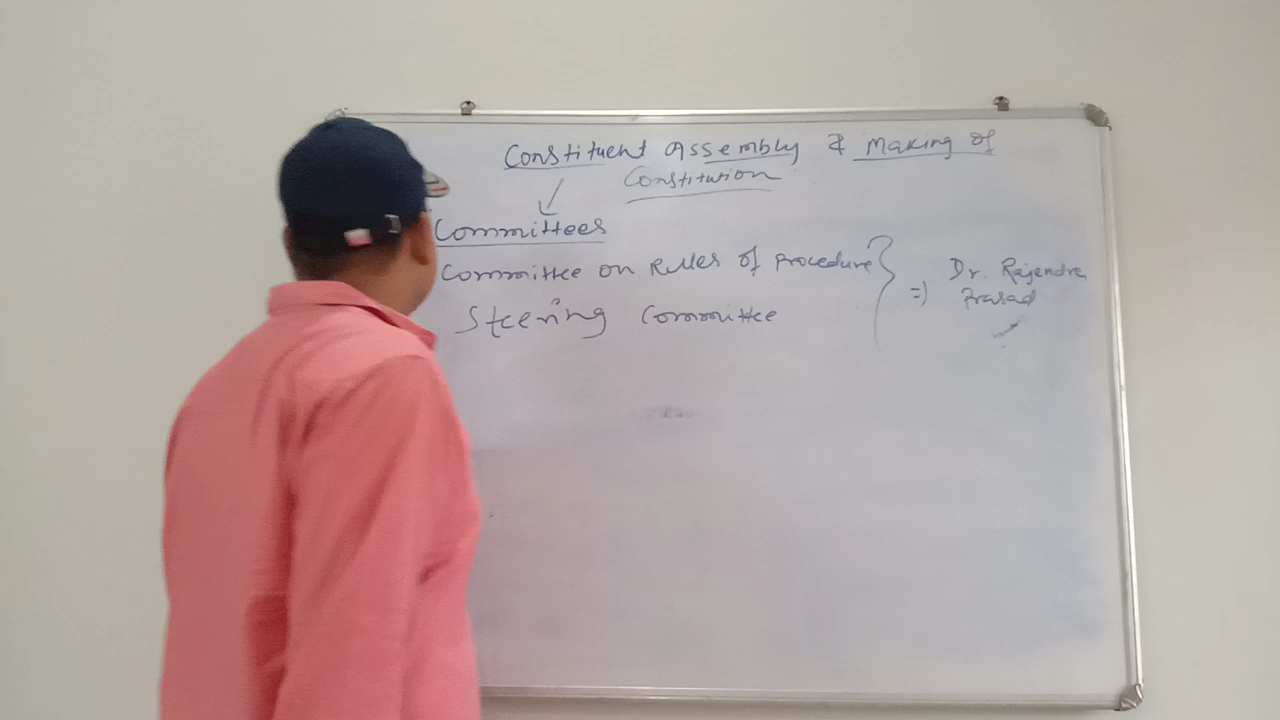 Constituent Assembly & Making of
Constitution
Committees
Committee on Rules of Procedure
Steering Committee
=) Dr. Rajendra
Prasad